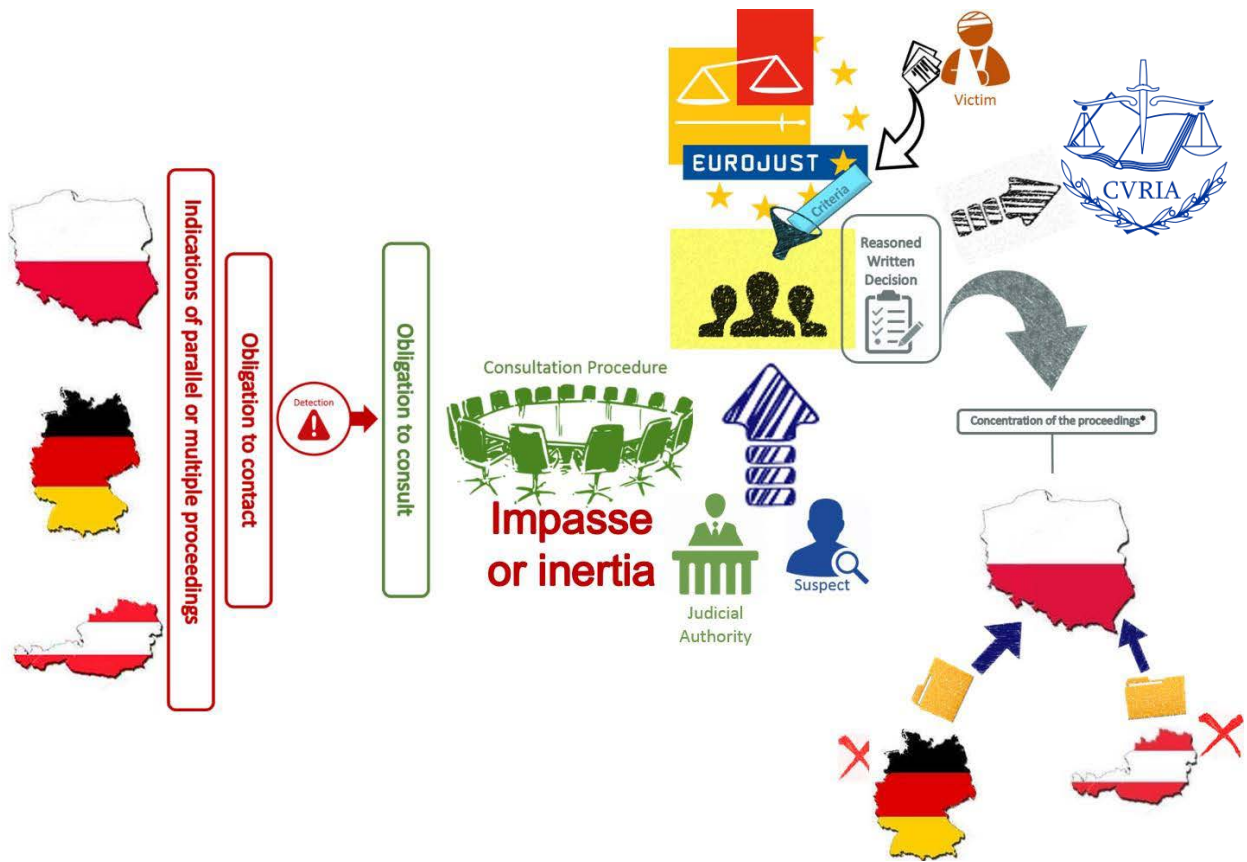 Indications of parallel or multiple proceedings
Obligation to contact
Detection
Obligation to consult
Consultation Procedure
Impasse
or inertia
Judicial
Authority
Suspect
EUROJUST
Criteria
Victim
Reasoned
Written
Decision
CVRIA
Concentration of the proceedings*